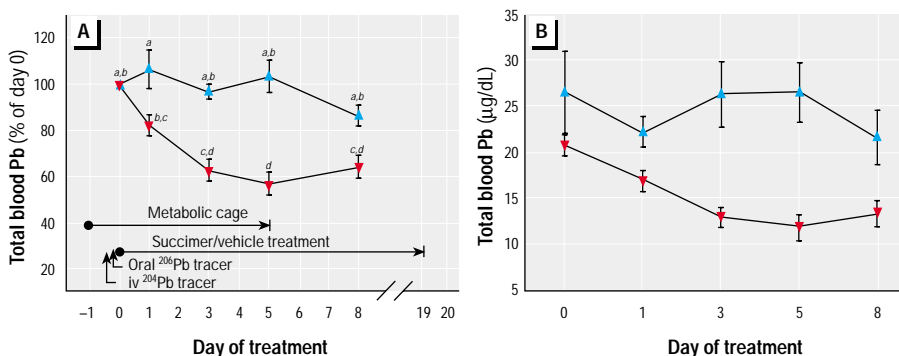 A
Total blood Pb (% of day 0)
120
100
80
60
40
20
a,b
a
a,b
a,b
a,b
b,c
c,d
d
c,d
Metabolic cage
Succimer/vehicle treatment
Oral 206Pb tracer
iv 204Pb tracer
–1 0 1 2 3 4 5 6 7 8 19 20
Day of treatment
B
Total blood Pb (µg/dL)
35
30
25
20
15
10
5
0 1 3 5 8
Day of treatment